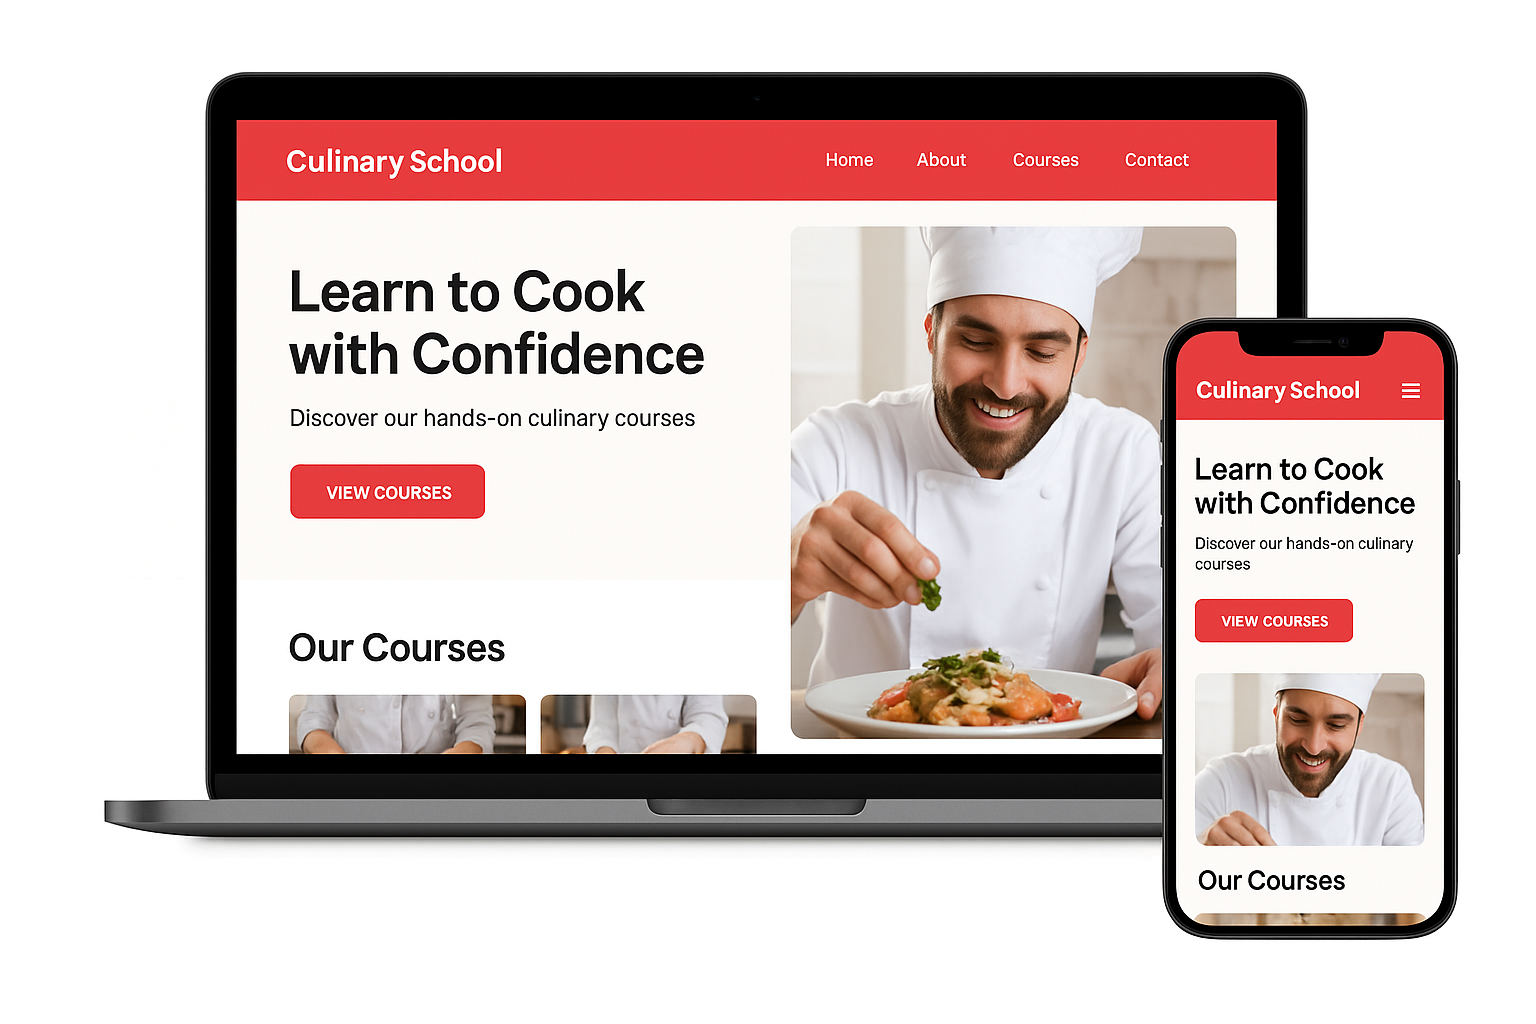 Culinary School
Home About Courses Contact
Learn to Cook
with Confidence
Discover our hands-on culinary courses
VIEW COURSES
Our Courses
Culinary School
Learn to Cook
with Confidence
Discover our hands-on culinary
courses
VIEW COURSES
Our Courses